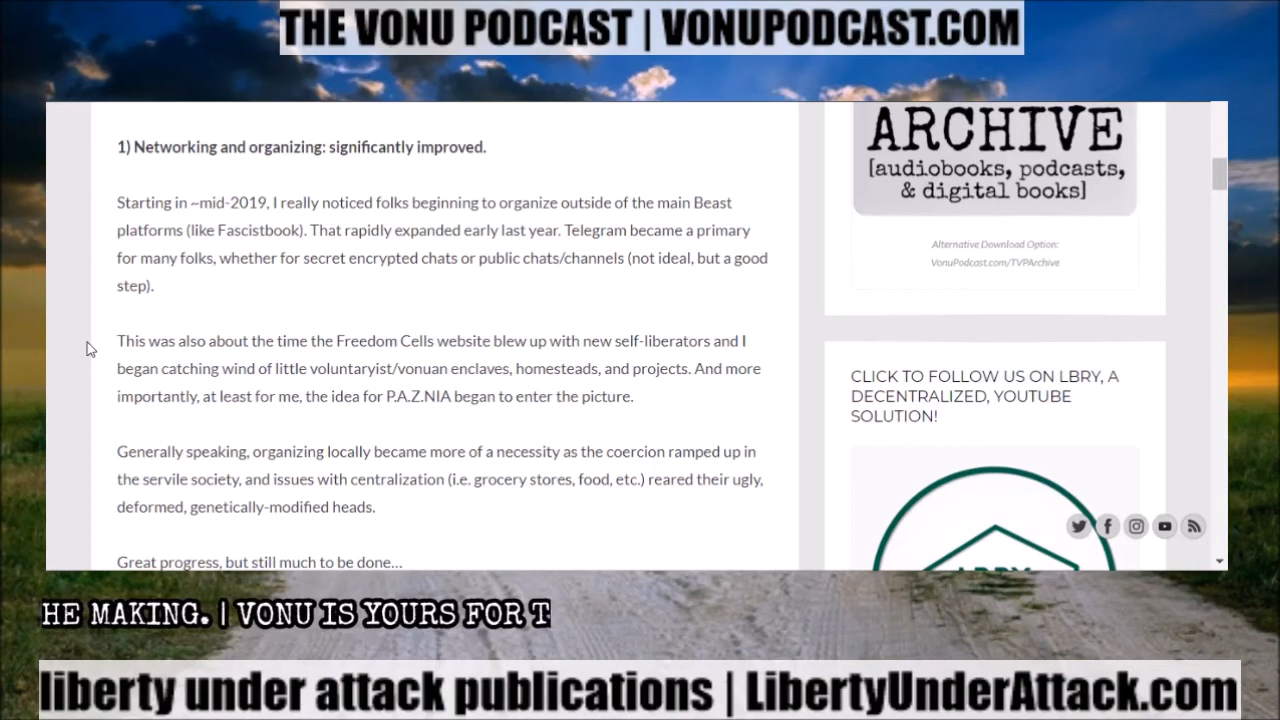 THE VONU PODCAST | VONUPODCAST.COM
1) Networking and organizing: significantly improved.
Starting in ~mid-2019, I really noticed folks beginning to organize outside of the main Beast
platforms (like Fascistbook). That rapidly expanded early last year. Telegram became a primary
for many folks, whether for secret encrypted chats or public chats/channels (not ideal, but a good
step).
This was also about the time the Freedom Cells website blew up with new self-liberators and I
began catching wind of little voluntaryist/vonuan enclaves, homesteads, and projects. And more
importantly, at least for me, the idea for P.A.Z.NIA began to enter the picture.
Generally speaking, organizing locally became more of a necessity as the coercion ramped up in
the servile society, and issues with centralization (i.e. grocery stores, food, etc.) reared their ugly,
deformed, genetically-modified heads.
Great progress, but still much to be done...
ARCHIVE
[audiobooks, podcasts,
& digital books]
Alternative Download Option:
VonuPodcast.com/TVPArchive
CLICK TO FOLLOW US ON LBRY, A
DECENTRALIZED, YOUTUBE
SOLUTION!
LBRY
HE MAKING. | VONU IS YOURS FOR T
liberty under attack publications | LibertyUnderAttack.com